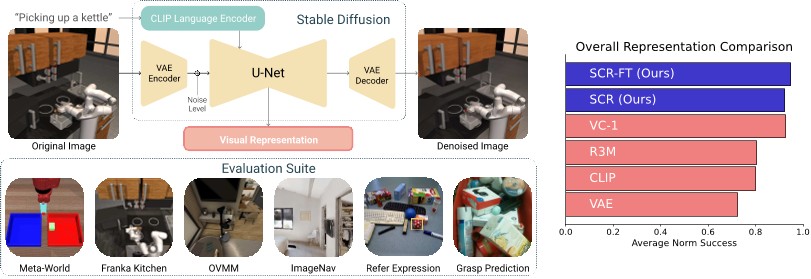 “Picking up a kettle”
CLIP Language Encoder
Stable Diffusion
VAE
Encoder
Noise
Level
U-Net
VAE
Decoder
Visual Representation
Original Image
Denoised Image
Evaluation Suite
Meta-World
Franka Kitchen
OVMM
ImageNav
Refer Expression
Grasp Prediction
Overall Representation Comparison
SCR-FT (Ours)
SCR (Ours)
VC-1
R3M
CLIP
VAE
0.0 0.2 0.4 0.6 0.8 1.0
Average Norm Success